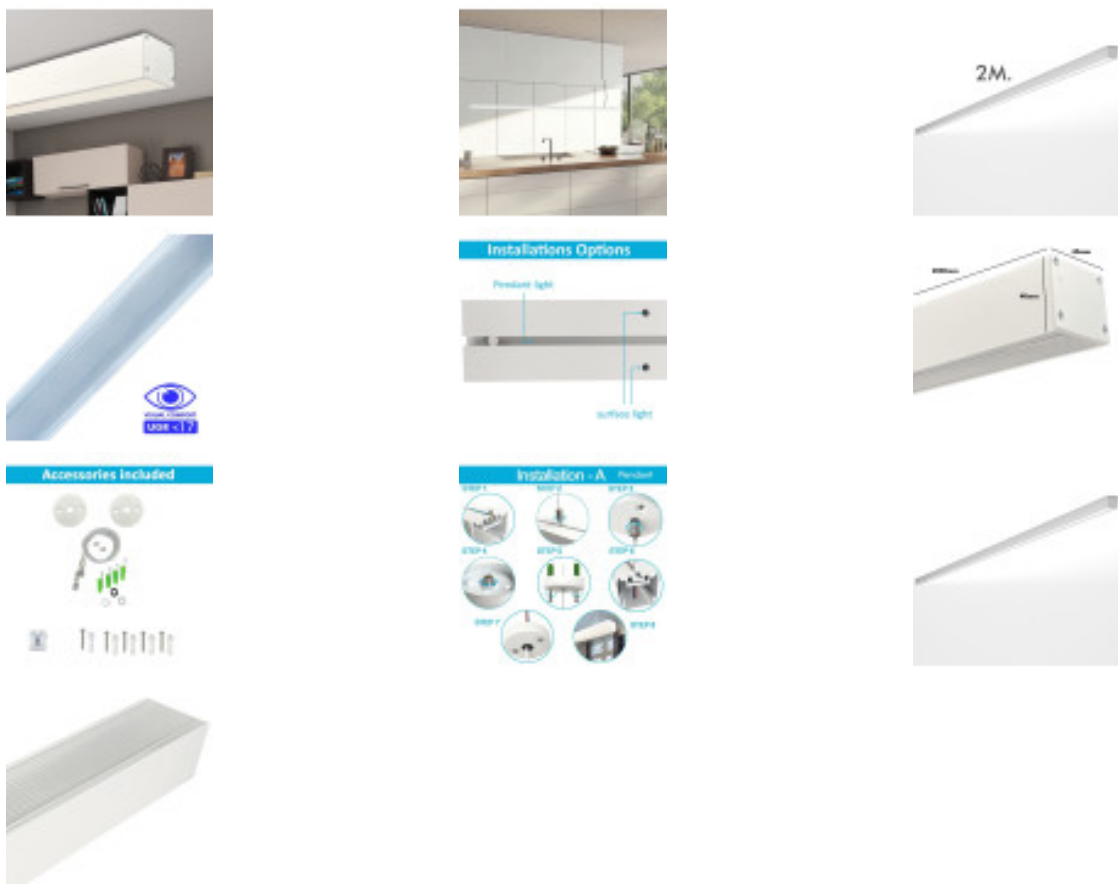 2M.
Installations Options
Pendant light
surface light
VISUAL COMFORT
UGR <17
Accessories included
Installation - A Pendant
STEP 1
STEP 2
STEP 3
STEP 4
STEP 5
STEP 6
STEP 7
STEP 8